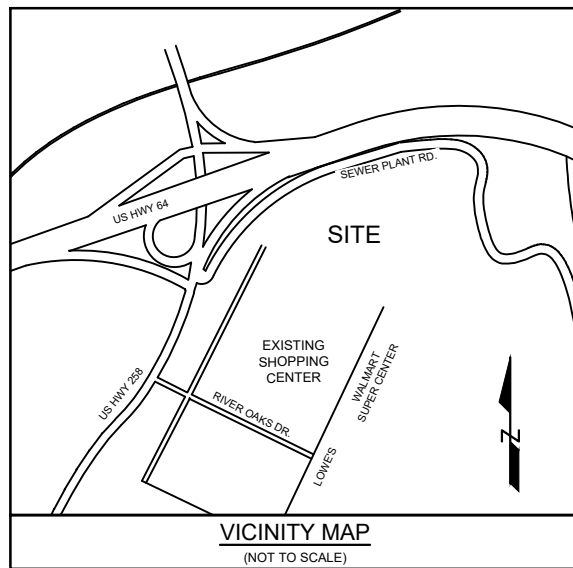 SEWER PLANT RD.
US HWY 64
SITE
EXISTING
SHOPPING
CENTER
WALMART
SUPER CENTER
US HWY 258
RIVER OAKS DR.
LOWE'S
N
VICINITY MAP
(NOT TO SCALE)